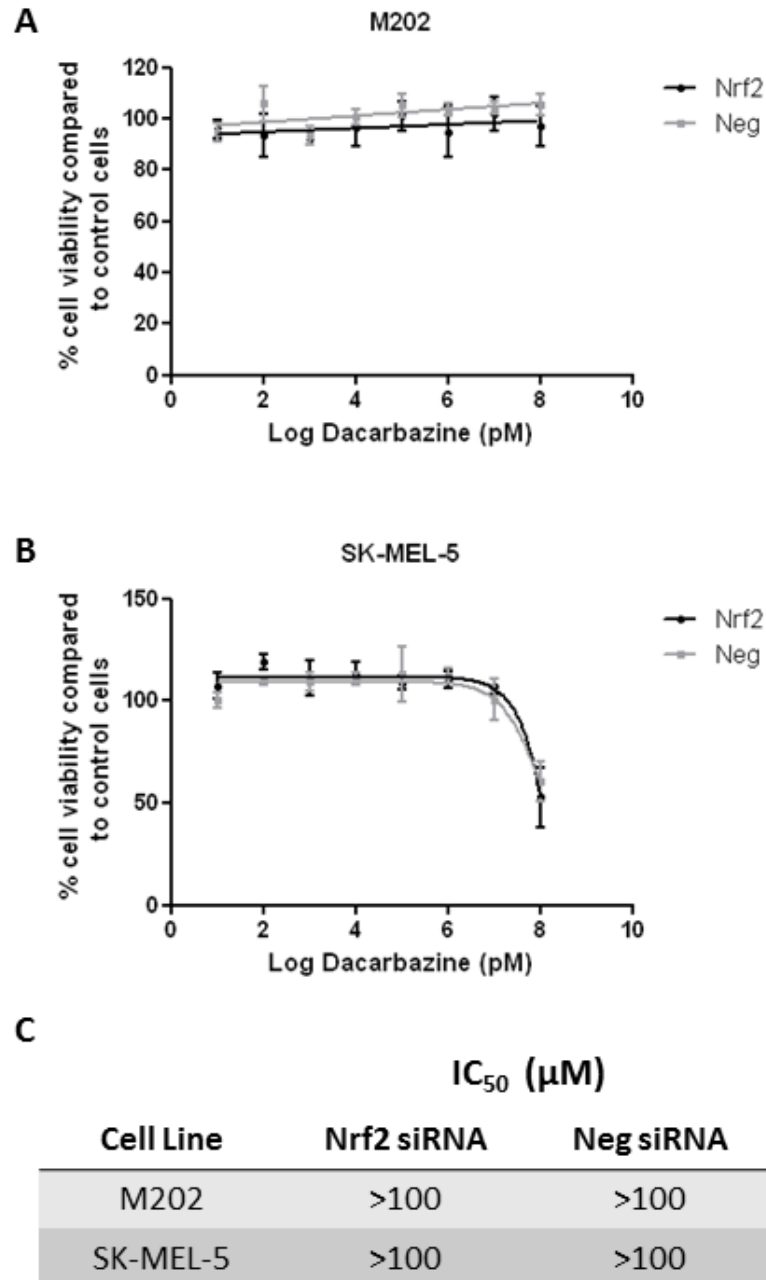 A
M202
120
100
80
60
40
20
0
% cell viability compared
to control cells
0 2 4 6 8 10
Log Dacarbazine (pM)
Nrf2
Neg
B
SK-MEL-5
150
100
50
0
% cell viability compared
to control cells
0 2 4 6 8 10
Log Dacarbazine (pM)
Nrf2
Neg
C
IC50 (µM)
Cell Line Nrf2 siRNA Neg siRNA
M202 >100 >100
SK-MEL-5 >100 >100